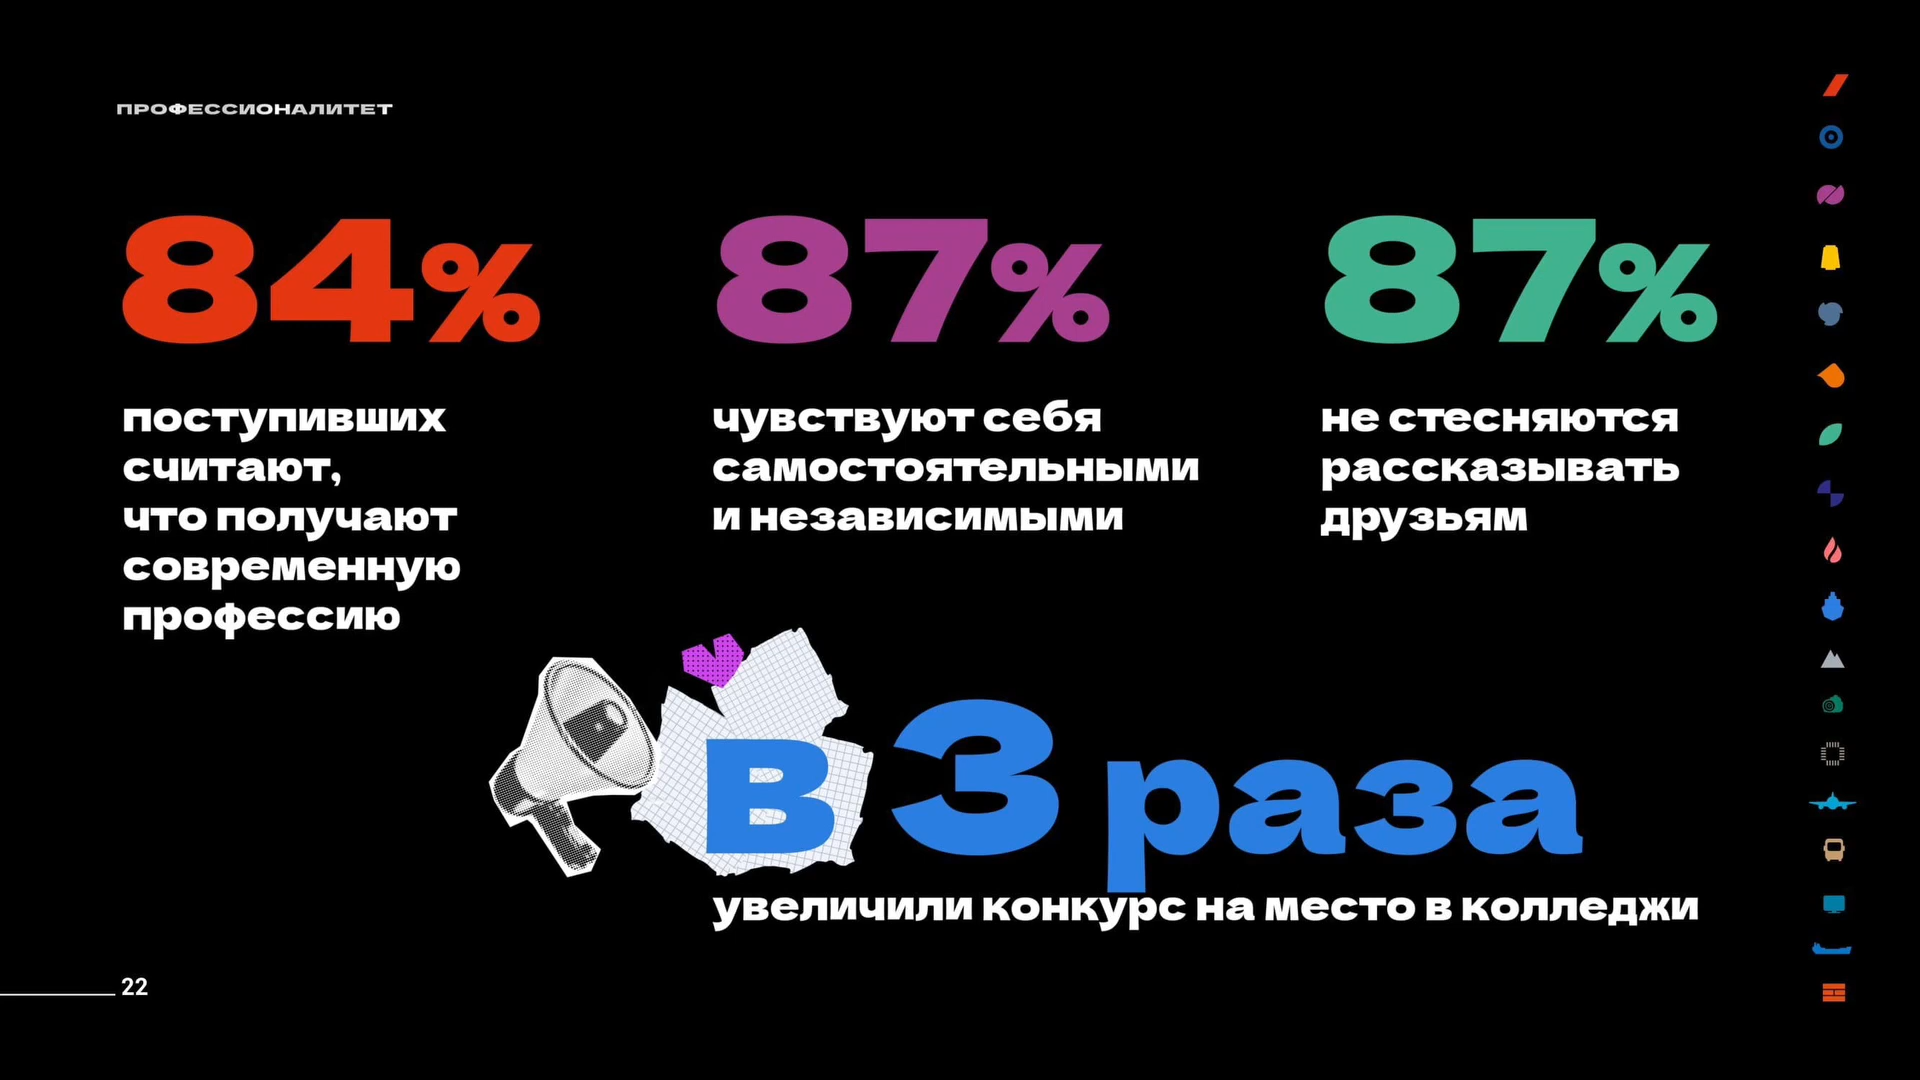 ПРОФЕССИОНАЛИТЕТ
84%
поступивших
считают,
что получают
современную
профессию
87%
чувствуют себя
самостоятельными
и независимыми
87%
не стесняются
рассказывать
друзьям
в 3 раза
увеличили конкурс на место в колледжи
22